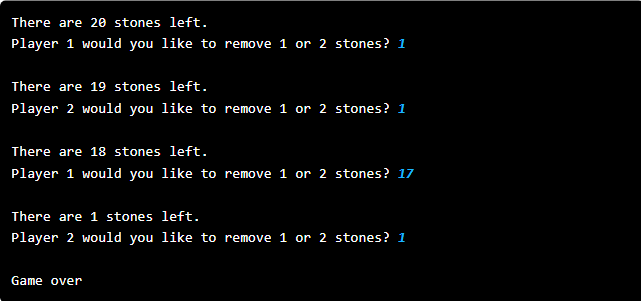 There are 20 stones left.
Player 1 would you like to remove 1 or 2 stones? 1
There are 19 stones left.
Player 2 would you like to remove 1 or 2 stones? 1
There are 18 stones left.
Player 1 would you like to remove 1 or 2 stones? 17
There are 1 stones left.
Player 2 would you like to remove 1 or 2 stones? 1
Game over